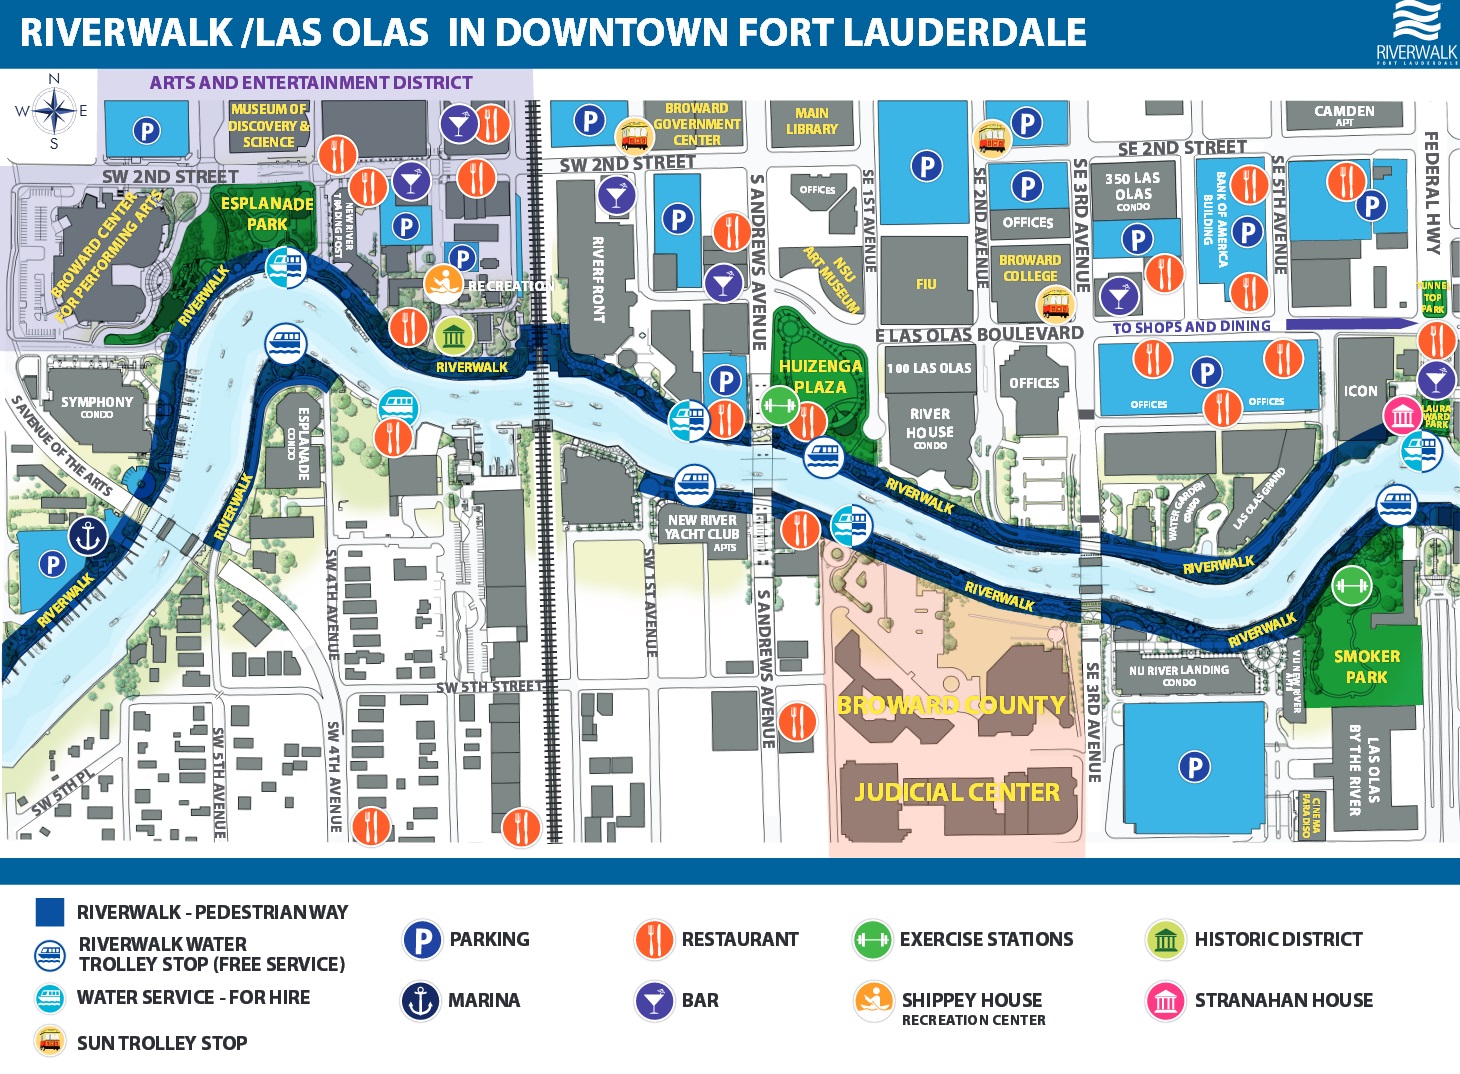 RIVERWALK /LAS OLAS IN DOWNTOWN FORT LAUDERDALE
RIVERWALK
FORT LAUDERDALE
N
W
E
S
ARTS AND ENTERTAINMENT DISTRICT
P
MUSEUM OF
DISCOVERY &
SCIENCE
P
BROWARD
GOVERNMENT
CENTER
MAIN
LIBRARY
P
P
CAMDEN
APT
SW 2ND STREET
SW 2ND STREET
SE 2ND STREET
FEDERAL HWY
BROWARD CENTER
FOR PERFORMING ARTS
ESPLANADE
PARK
NEW RIVER
TRADING POST
P
P
RECREATION
RIVERFRONT
P
S ANDREWS AVENUE
OFFICES
SE 1ST AVENUE
NSU
ART MUSEUM
FIU
SE 2ND AVENUE
P
OFFICES
BROWARD
COLLEGE
SE 3RD AVENUE
350 LAS
OLAS
CONDO
P
BANK OF AMERICA
BUILDING
P
SE 5TH AVENUE
P
TUNNEL
TOP
PARK
E LAS OLAS BOULEVARD
TO SHOPS AND DINING
RIVERWALK
RIVERWALK
HUIZENGA
PLAZA
P
100 LAS OLAS
RIVER
HOUSE
CONDO
OFFICES
P
OFFICES
OFFICES
ICON
LAURA
WARD
PARK
SYMPHONY
CONDO
S AVENUE OF THE ARTS
ESPLANADE
CONDO
RIVERWALK
RIVERWALK
WATER GARDEN
CONDO
LAS OLAS GRAND
P
RIVERWALK
NEW RIVER
YACHT CLUB
APTS
RIVERWALK
RIVERWALK
RIVERWALK
SW 4TH AVENUE
SW 1ST AVENUE
S ANDREWS AVENUE
SW 5TH STREET
BROWARD COUNTY
JUDICIAL CENTER
SE 3RD AVENUE
NU RIVER LANDING
CONDO
VU NEW RIVER
APT
SMOKER
PARK
P
LAS OLAS
BY THE RIVER
CINEMA
PARADISO
SW 5TH PL
SW 5TH AVENUE
SW 4TH AVENUE
RIVERWALK - PEDESTRIAN WAY
RIVERWALK WATER
TROLLEY STOP (FREE SERVICE)
WATER SERVICE - FOR HIRE
SUN TROLLEY STOP
P
PARKING
MARINA
RESTAURANT
BAR
EXERCISE STATIONS
SHIPPEY HOUSE
RECREATION CENTER
HISTORIC DISTRICT
STRANAHAN HOUSE